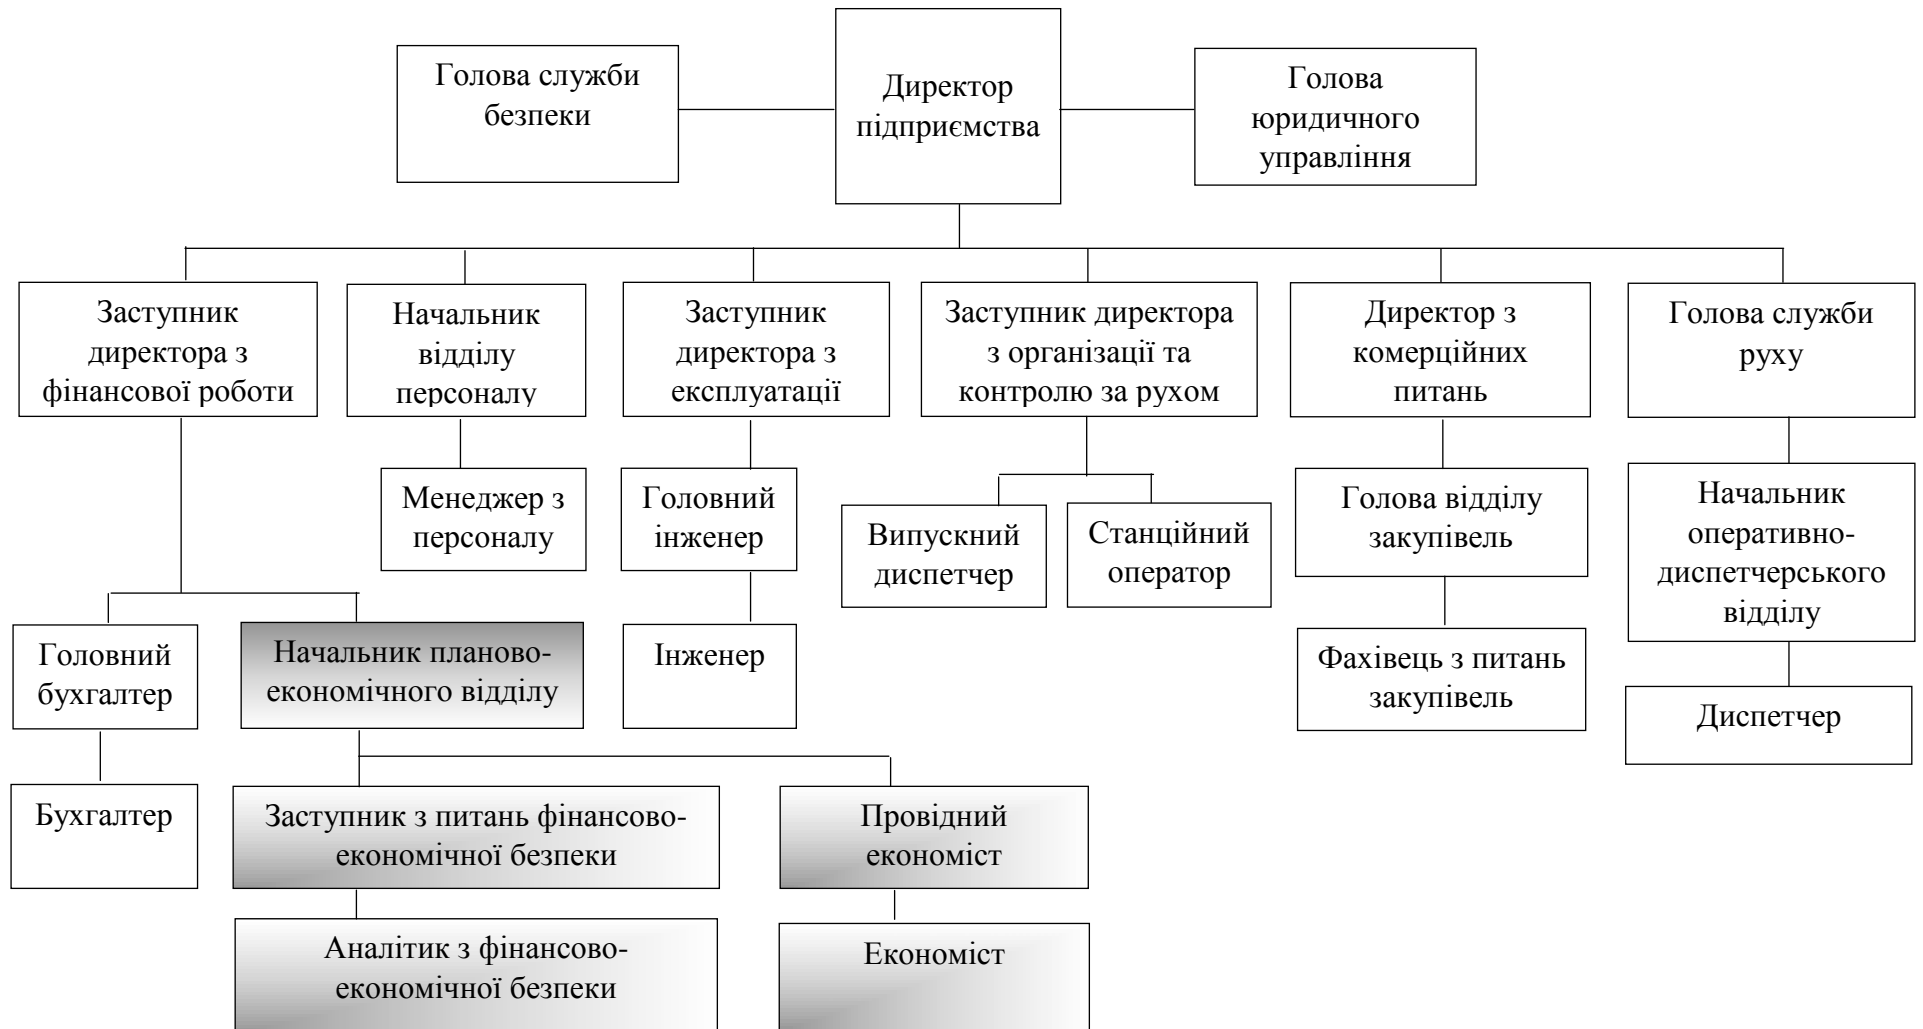 Голова служби
безпеки
Директор
підприємства
Голова
юридичного
управління
Заступник
директора з
фінансової роботи
Начальник
відділу
персоналу
Заступник
директора з
експлуатації
Заступник директора
з організації та
контролю за рухом
Директор з
комерційних
питань
Голова служби
руху
Менеджер з
персоналу
Головний
інженер
Випускний
диспетчер
Станційний
оператор
Голова відділу
закупівель
Начальник
оперативно-
диспетчерського
відділу
Головний
бухгалтер
Начальник планово-
економічного відділу
Інженер
Фахівець з питань
закупівель
Диспетчер
Бухгалтер
Заступник з питань фінансово-
економічної безпеки
Провідний
економіст
Аналітик з фінансово-
економічної безпеки
Економіст